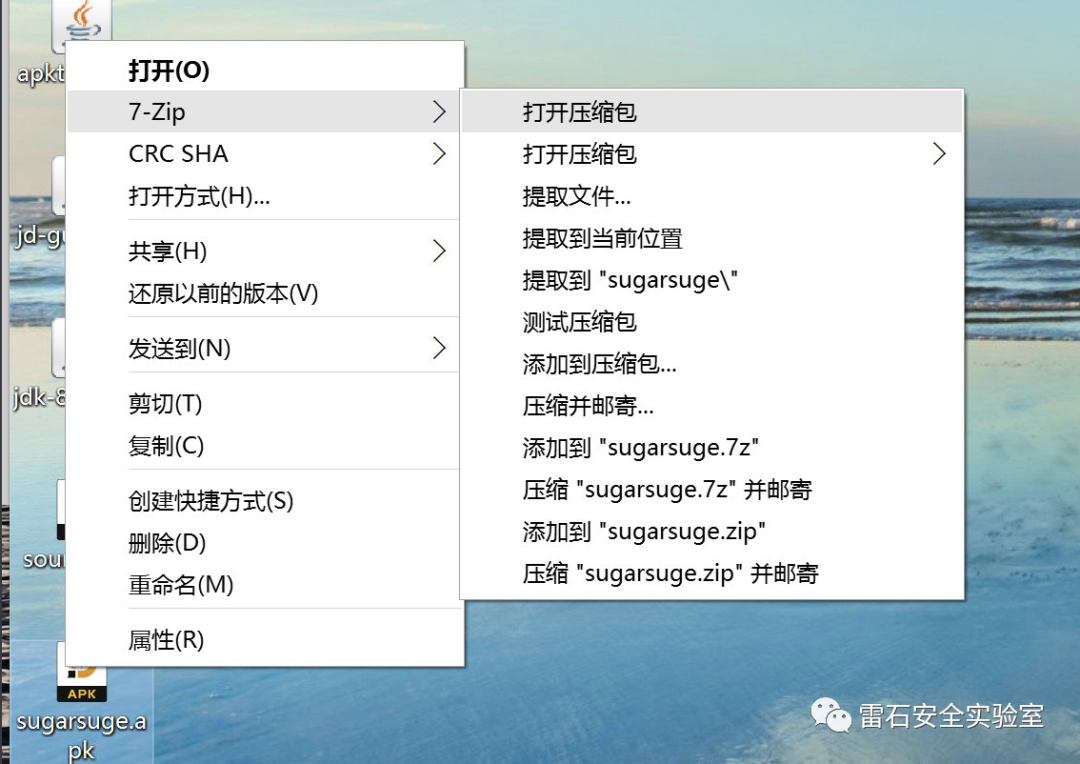 apkt
打开(O)
7-Zip
CRC SHA
打开方式(H)...
共享(H)
还原以前的版本(V)
发送到(N)
剪切(T)
复制(C)
创建快捷方式(S)
删除(D)
重命名(M)
属性(R)
打开压缩包
打开压缩包
提取文件...
提取到当前位置
提取到 "sugarsuge\"
测试压缩包
添加到压缩包...
压缩并邮寄...
添加到 "sugarsuge.7z"
压缩 "sugarsuge.7z" 并邮寄
添加到 "sugarsuge.zip"
压缩 "sugarsuge.zip" 并邮寄
jd-gu
jdk-8
sour
APK
sugarsuge.a
pk
雷石安全实验室